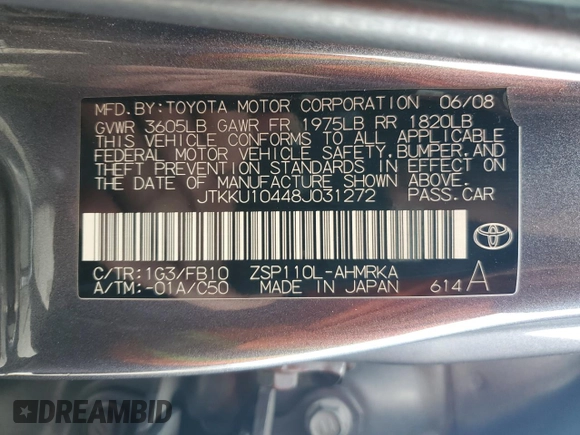 MFD. BY: TOYOTA MOTOR CORPORATION 06/08
GVWR 3605LB GAWR FR 1975LB RR 1820LB
THIS VEHICLE CONFORMS TO ALL APPLICABLE
FEDERAL MOTOR VEHICLE SAFETY, BUMPER, AND
THEFT PREVENTION STANDARDS IN EFFECT ON
THE DATE OF MANUFACTURE SHOWN ABOVE.
JTKKU10448J031272 PASS. CAR
C/TR: 1G3/FB10 ZSP110L-AHMRKA
A/TM: -01A/C50 MADE IN JAPAN 614 A
DREAMBID